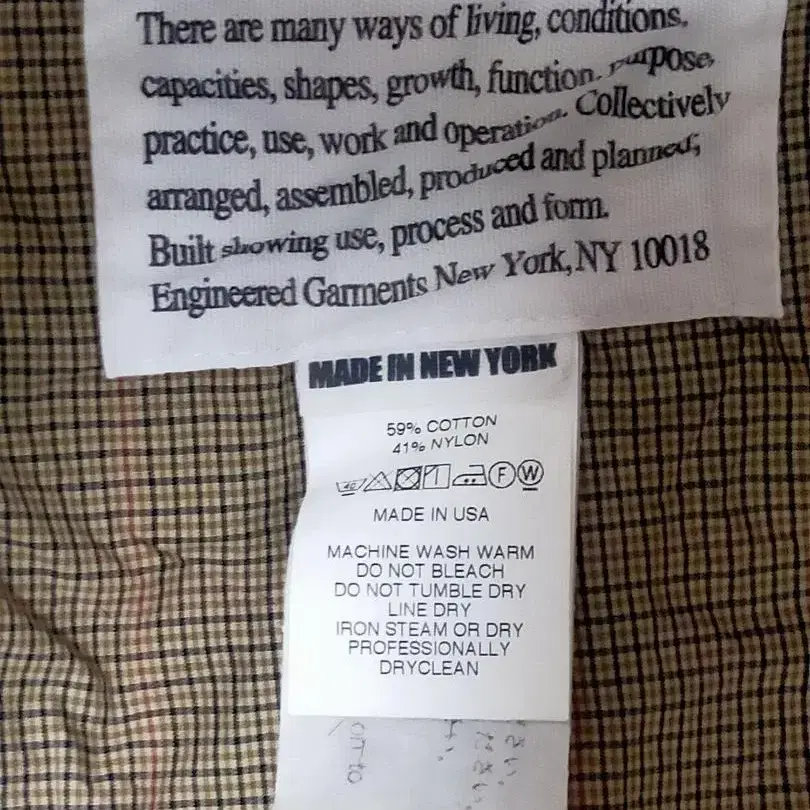 There are many ways of living, conditions.
capacities, shapes, growth, function. purpose,
practice, use, work and operation. Collectively
arranged, assembled, produced and planned;
Built showing use, process and form.
Engineered Garments New York, NY 10018
MADE IN NEW YORK
59% COTTON
41% NYLON
40 F W
MADE IN USA
MACHINE WASH WARM
DO NOT BLEACH
DO NOT TUMBLE DRY
LINE DRY
IRON STEAM OR DRY
PROFESSIONALLY
DRYCLEAN